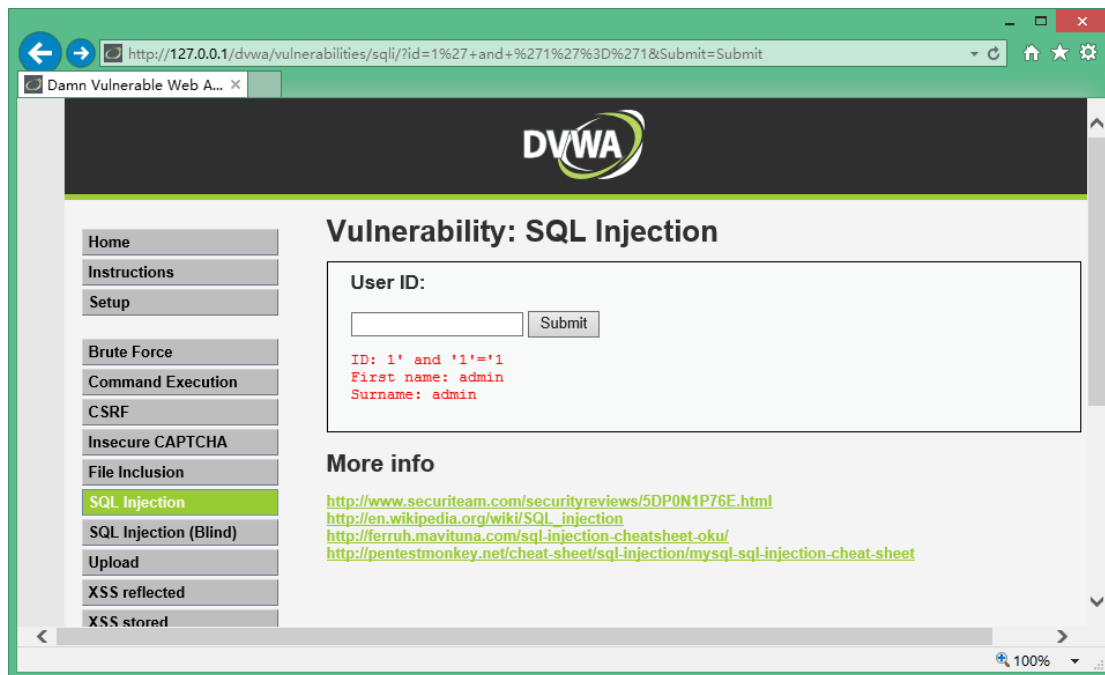 http://127.0.0.1/dvwa/vulnerabilities/sqli/?id=1%27+and+%271%27%3D%271&Submit=Submit
Damn Vulnerable Web A...
DVWA
Home
Instructions
Setup
Brute Force
Command Execution
CSRF
Insecure CAPTCHA
File Inclusion
SQL Injection
SQL Injection (Blind)
Upload
XSS reflected
XSS stored
Vulnerability: SQL Injection
User ID:
Submit
ID: 1' and '1'='1
First name: admin
Surname: admin
More info
http://www.securiteam.com/securityreviews/5DP0N1P76E.html
http://en.wikipedia.org/wiki/SQL_injection
http://ferruh.mavituna.com/sql-injection-cheatsheet-oku/
http://pentestmonkey.net/cheat-sheet/sql-injection/mysql-sql-injection-cheat-sheet
100%